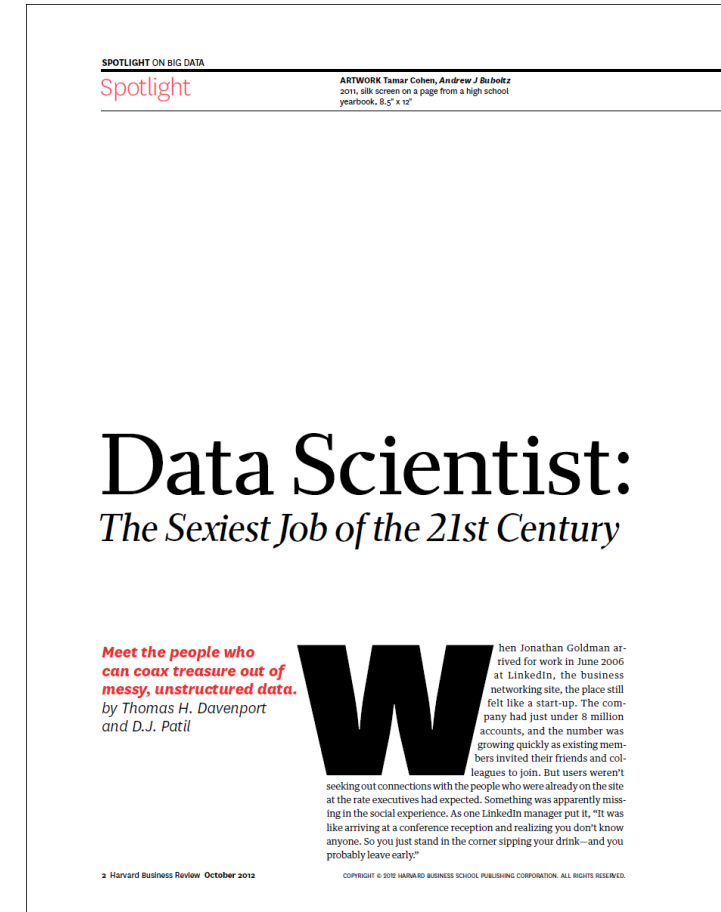 SPOTLIGHT ON BIG DATA
Spotlight
ARTWORK Tamar Cohen, Andrew J Buboltz
2011, silk screen on a page from a high school
yearbook, 8.5" x 12"
Data Scientist:
The Sexiest Job of the 21st Century
Meet the people who
can coax treasure out of
messy, unstructured data.
by Thomas H. Davenport
and D.J. Patil
When Jonathan Goldman ar-
rived for work in June 2006
at LinkedIn, the business
networking site, the place still
felt like a start-up. The com-
pany had just under 8 million
accounts, and the number was
growing quickly as existing mem-
bers invited their friends and col-
leagues to join. But users weren’t
seeking out connections with the people who were already on the site
at the rate executives had expected. Something was apparently miss-
ing in the social experience. As one LinkedIn manager put it, “It was
like arriving at a conference reception and realizing you don’t know
anyone. So you just stand in the corner sipping your drink—and you
probably leave early.”
2 Harvard Business Review October 2012
COPYRIGHT © 2012 HARVARD BUSINESS SCHOOL PUBLISHING CORPORATION. ALL RIGHTS RESERVED.